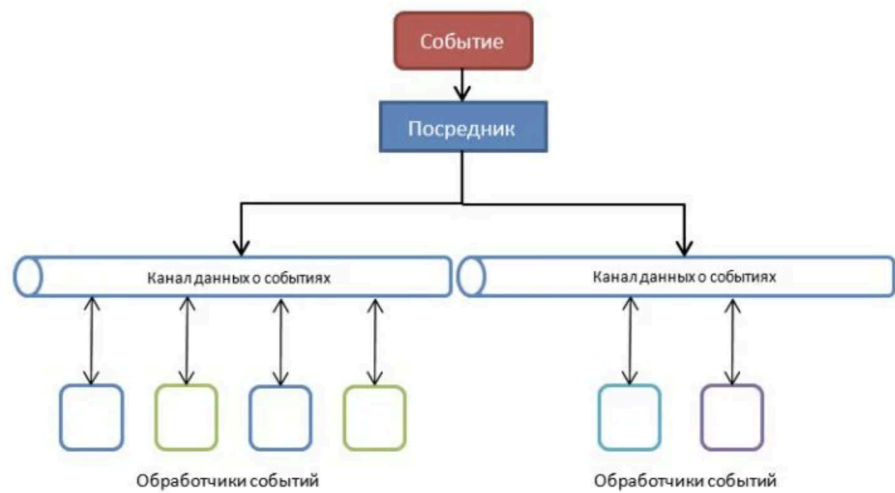 Событие
Посредник
Канал данных о событиях
Канал данных о событиях
Обработчики событий
Обработчики событий